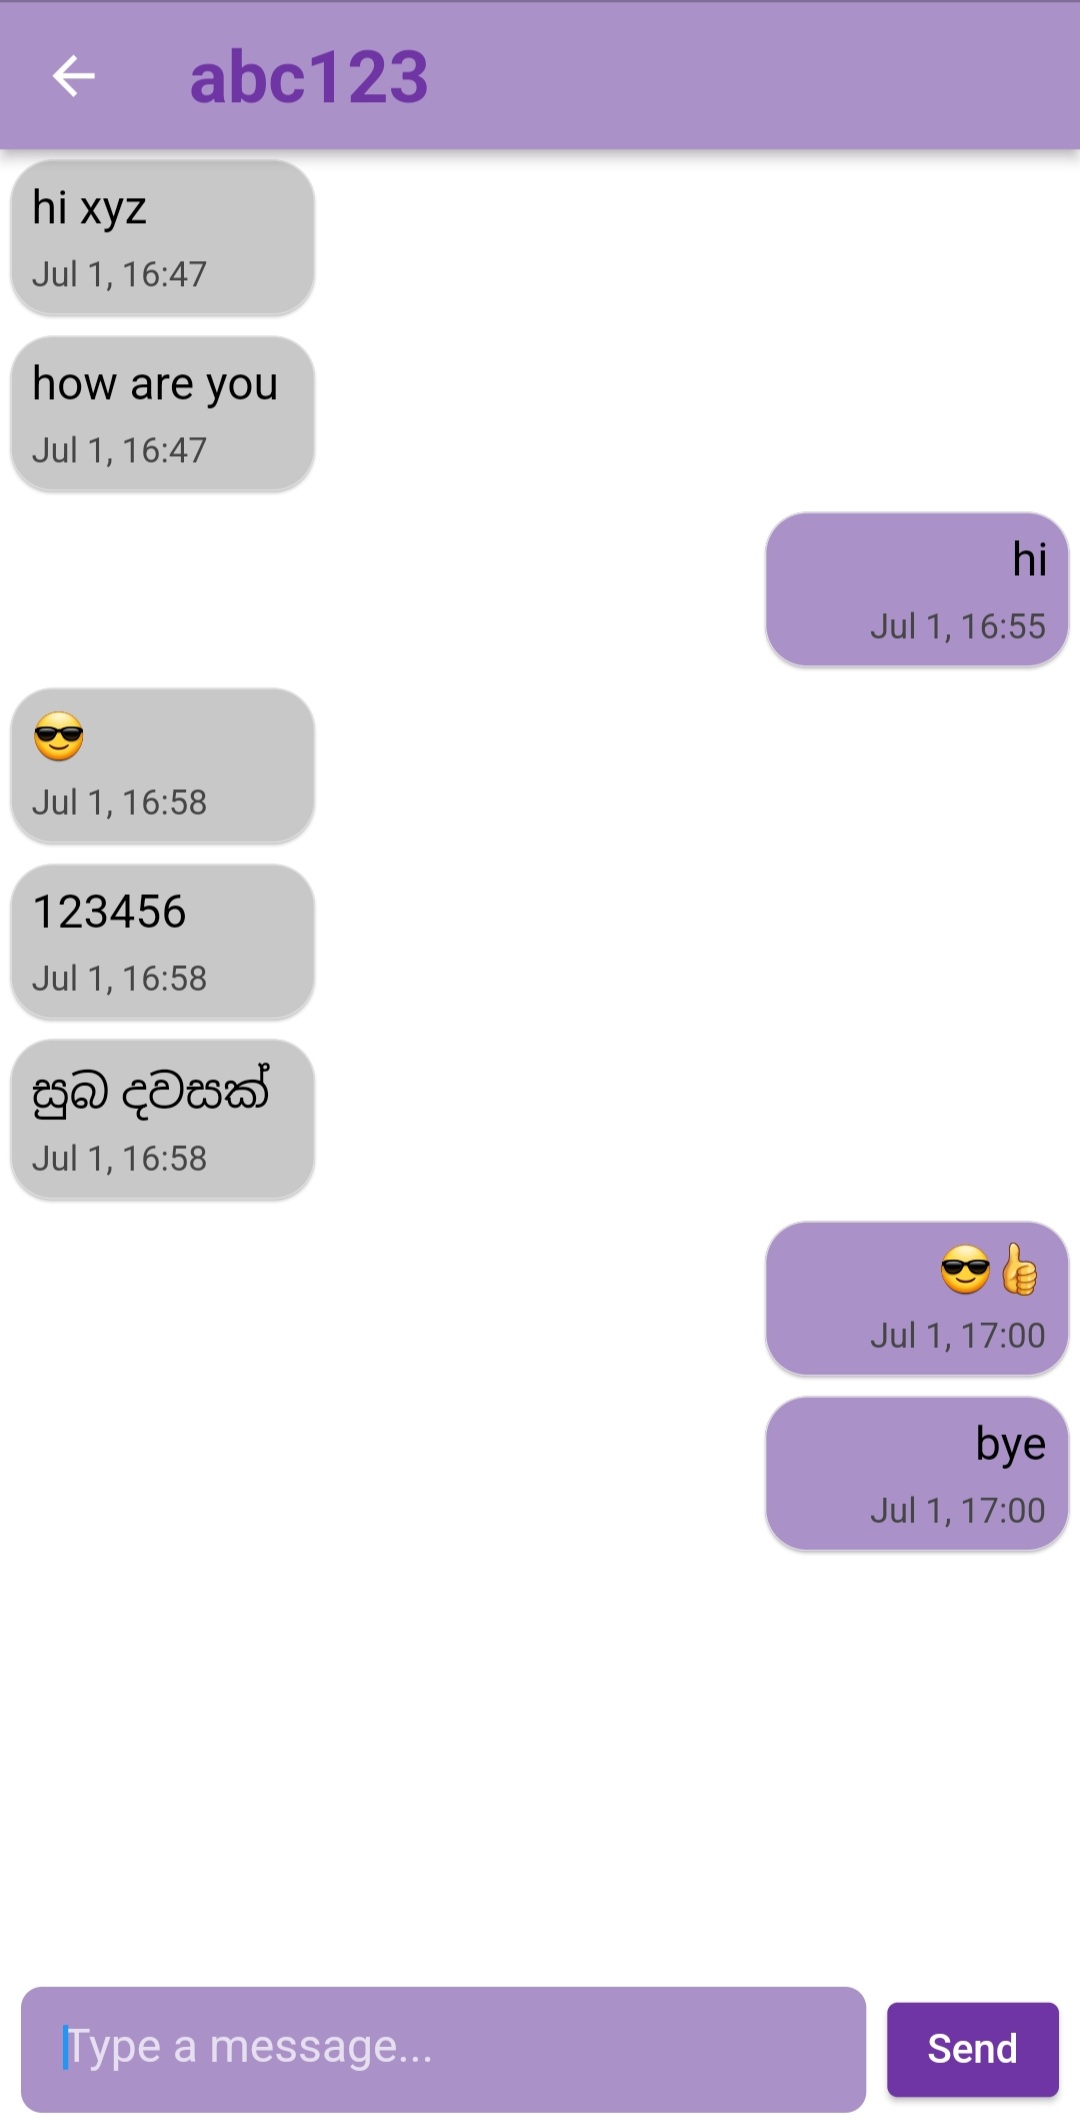 abc123
hi xyz
Jul 1, 16:47
how are you
Jul 1, 16:47
hi
Jul 1, 16:55
😎
Jul 1, 16:58
123456
Jul 1, 16:58
සුබ දවසක්
Jul 1, 16:58
😎👍
Jul 1, 17:00
bye
Jul 1, 17:00
Type a message...
Send